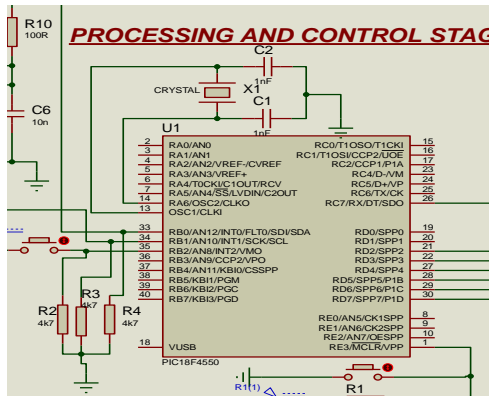 PROCESSING AND CONTROL STAG
R10
100R
C6
10n
C2
1nF
CRYSTAL
X1
C1
1nF
U1
2 RA0/AN0
3 RA1/AN1
4 RA2/AN2/VREF-/CVREF
5 RA3/AN3/VREF+
6 RA4/T0CKI/C1OUT/RCV
7 RA5/AN4/SS/LVDIN/C2OUT
14 RA6/OSC2/CLKO
13 OSC1/CLKI
33 RB0/AN12/INT0/FLT0/SDI/SDA
34 RB1/AN10/INT1/SCK/SCL
35 RB2/AN8/INT2/VMO
36 RB3/AN9/CCP2/VPO
37 RB4/AN11/KBI0/CSSPP
38 RB5/KBI1/PGM
39 RB6/KBI2/PGC
40 RB7/KBI3/PGD
18 VUSB
RC0/T1OSO/T1CKI 15
RC1/T1OSI/CCP2/UOE 16
RC2/CCP1/P1A 17
RC4/D-/VM 23
RC5/D+/VP 24
RC6/TX/CK 25
RC7/RX/DT/SDO 26
RD0/SPP0 19
RD1/SPP1 20
RD2/SPP2 21
RD3/SPP3 22
RD4/SPP4 27
RD5/SPP5/P1B 28
RD6/SPP6/P1C 29
RD7/SPP7/P1D 30
RE0/AN5/CK1SPP 8
RE1/AN6/CK2SPP 9
RE2/AN7/OESPP 10
RE3/MCLR/VPP 1
PIC18F4550
R2
4k7
R3
4k7
R4
4k7
R1(1)
R1